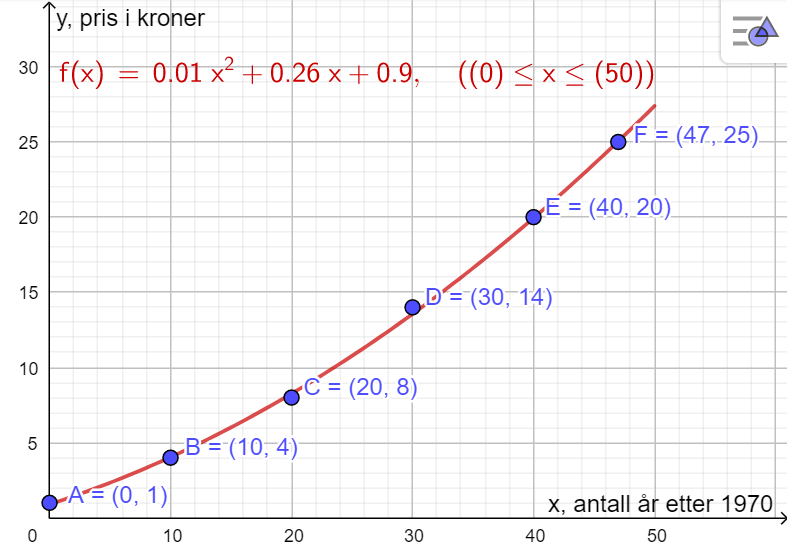 y, pris i kroner
f(x) = 0.01 x² + 0.26 x + 0.9, ((0) ≤ x ≤ (50))
30
25
F = (47, 25)
E = (40, 20)
20
15
D = (30, 14)
10
C = (20, 8)
5
B = (10, 4)
A = (0, 1)
x, antall år etter 1970
0 10 20 30 40 50